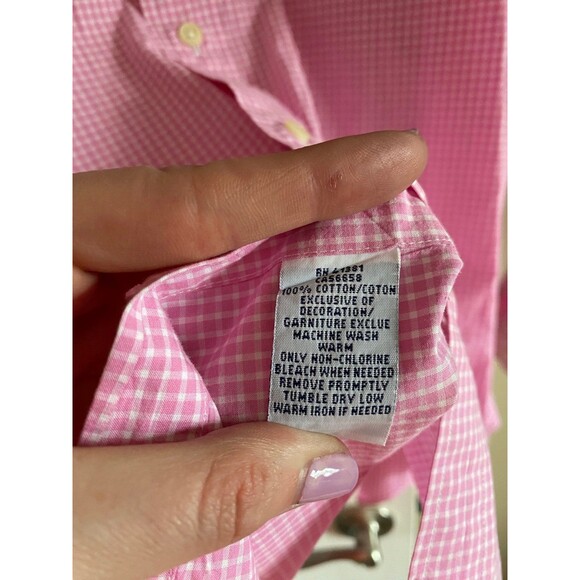 RN 41381
CA56658
100% COTTON/COTON
EXCLUSIVE OF
DECORATION/
GARNITURE EXCLUE
MACHINE WASH
WARM
ONLY NON-CHLORINE
BLEACH WHEN NEEDED
REMOVE PROMPTLY
TUMBLE DRY LOW
WARM IRON IF NEEDED